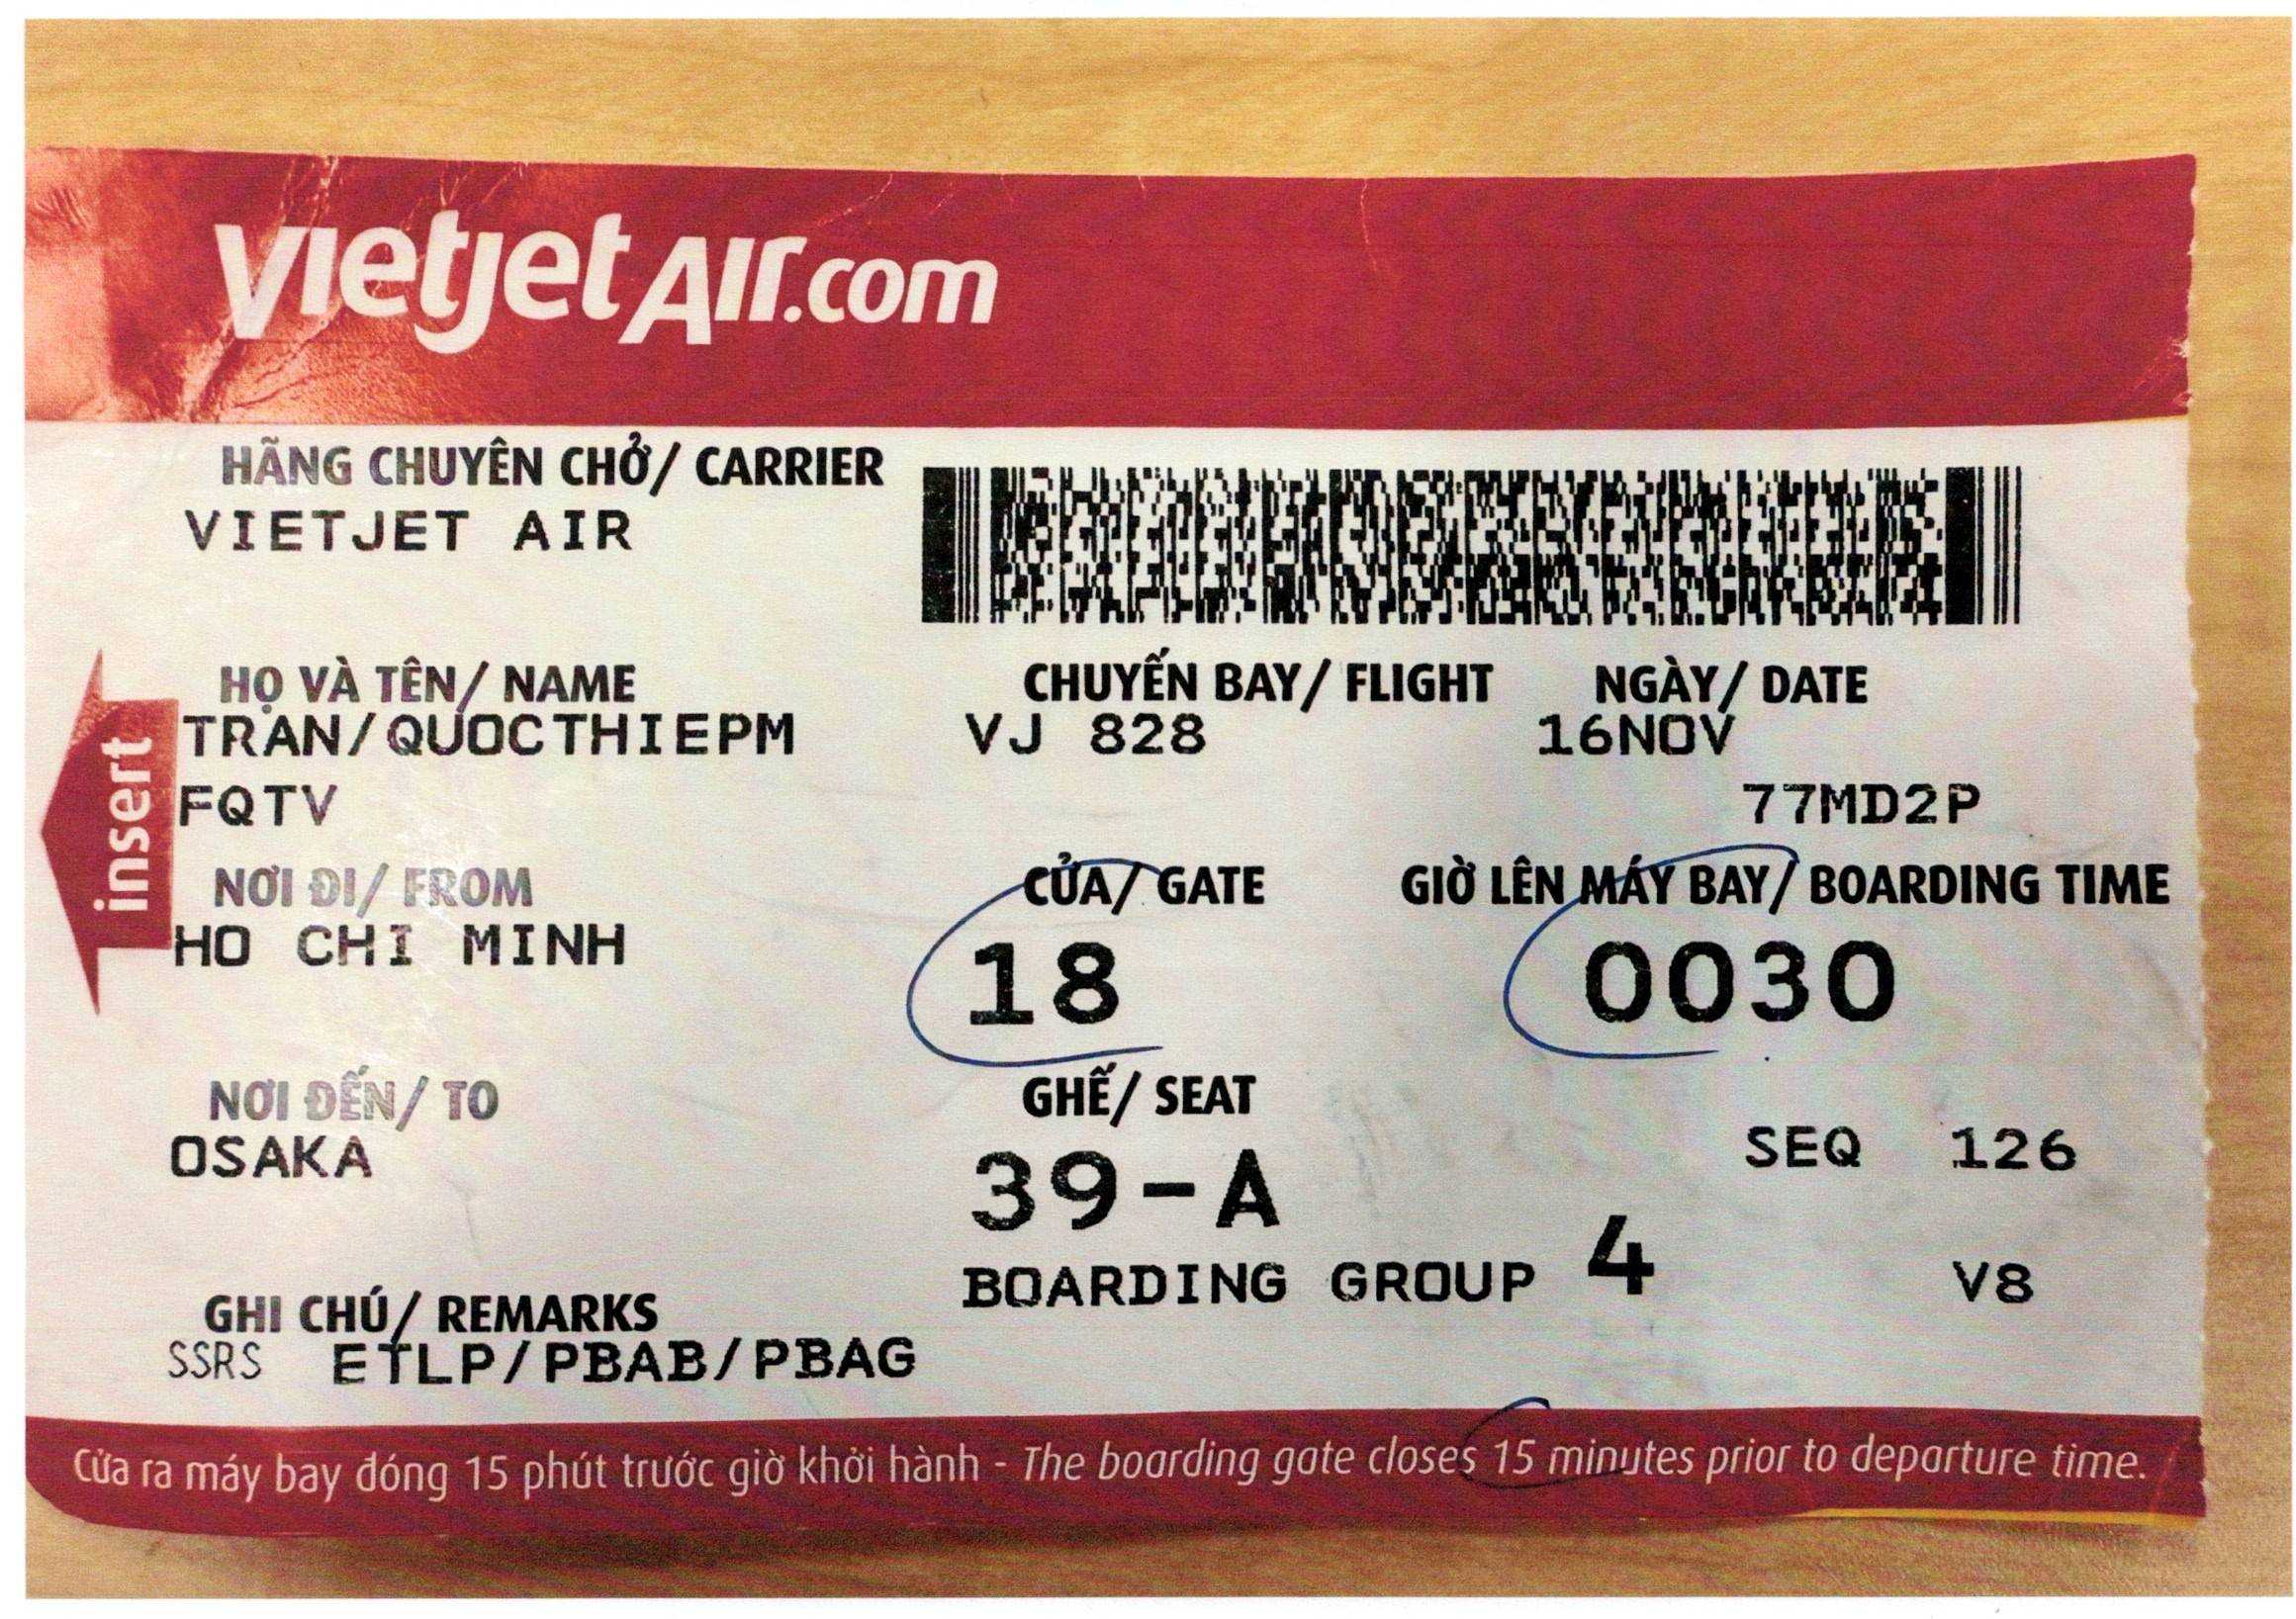 vietjetAir.com
HÃNG CHUYÊN CHỞ/ CARRIER
VIETJET AIR
HỌ VÀ TÊN/ NAME
TRAN/QUOCTHIEPM
CHUYẾN BAY/ FLIGHT
VJ 828
NGÀY/ DATE
16NOV
FQTV
77MD2P
insert
NƠI ĐI/ FROM
HO CHI MINH
CỬA/ GATE
18
GIỜ LÊN MÁY BAY/ BOARDING TIME
0030
NƠI ĐẾN/ TO
OSAKA
GHẾ/ SEAT
39-A
SEQ 126
BOARDING GROUP 4
V8
GHI CHÚ/ REMARKS
SSRS ETLP/PBAB/PBAG
Cửa ra máy bay đóng 15 phút trước giờ khởi hành - The boarding gate closes 15 minutes prior to departure time.